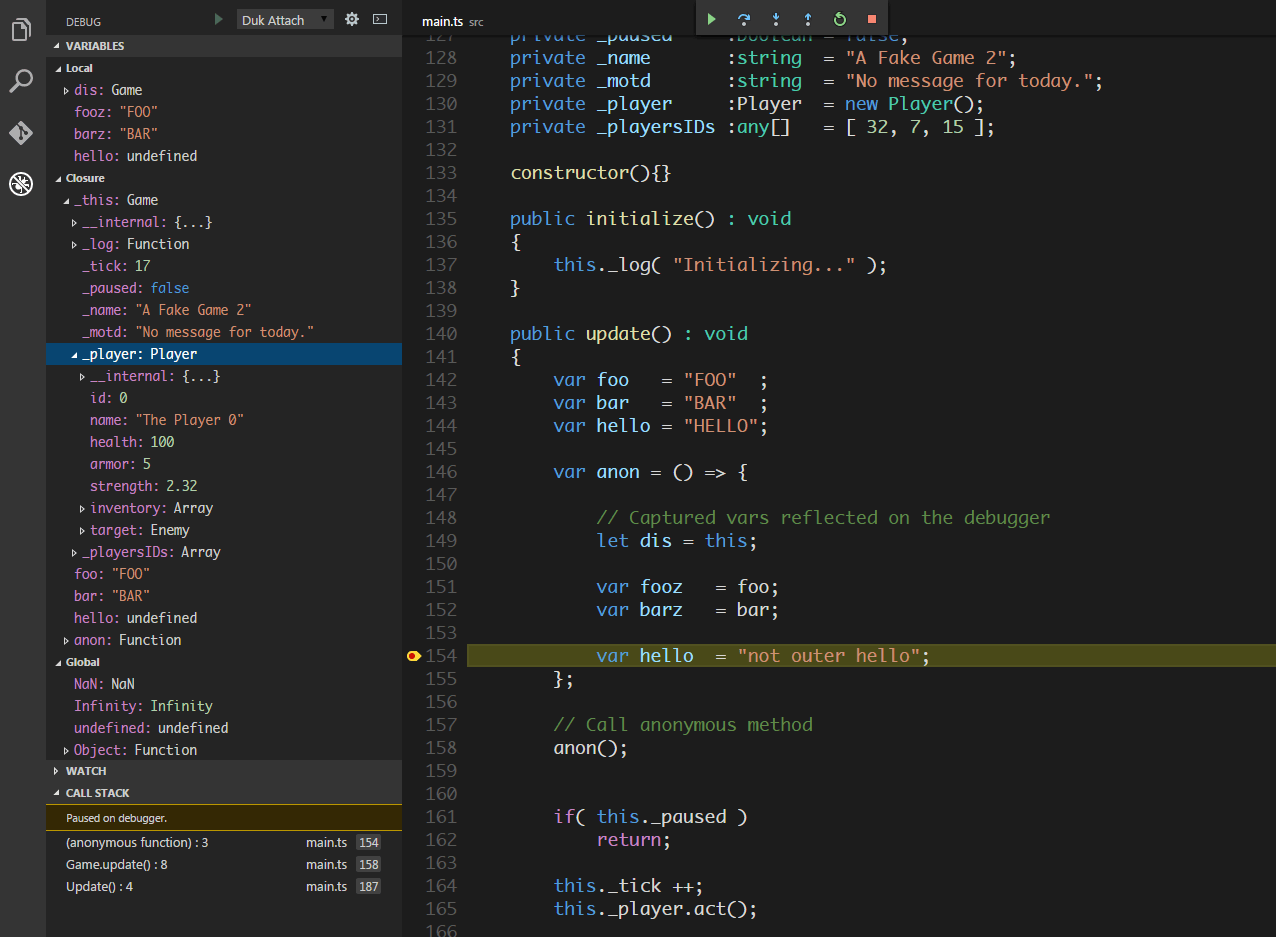 DEBUG
Duk Attach
VARIABLES
Local
dis: Game
fooz: "FOO"
barz: "BAR"
hello: undefined
Closure
_this: Game
__internal: {...}
_log: Function
_tick: 17
_paused: false
_name: "A Fake Game 2"
_motd: "No message for today."
_player: Player
__internal: {...}
id: 0
name: "The Player 0"
health: 100
armor: 5
strength: 2.32
inventory: Array
target: Enemy
_playersIDs: Array
foo: "FOO"
bar: "BAR"
hello: undefined
anon: Function
Global
NaN: NaN
Infinity: Infinity
undefined: undefined
Object: Function
WATCH
CALL STACK
Paused on debugger.
(anonymous function) : 3 main.ts 154
Game.update() : 8 main.ts 158
Update() : 4 main.ts 187
main.ts src
127 private _paused :boolean = false;
128 private _name :string = "A Fake Game 2";
129 private _motd :string = "No message for today.";
130 private _player :Player = new Player();
131 private _playersIDs :any[] = [ 32, 7, 15 ];
132
133 constructor(){}
134
135 public initialize() : void
136 {
137 this._log( "Initializing..." );
138 }
139
140 public update() : void
141 {
142 var foo = "FOO" ;
143 var bar = "BAR" ;
144 var hello = "HELLO";
145
146 var anon = () => {
147
148 // Captured vars reflected on the debugger
149 let dis = this;
150
151 var fooz = foo;
152 var barz = bar;
153
154 var hello = "not outer hello";
155 };
156
157 // Call anonymous method
158 anon();
159
160
161 if( this._paused )
162 return;
163
164 this._tick ++;
165 this._player.act();
166